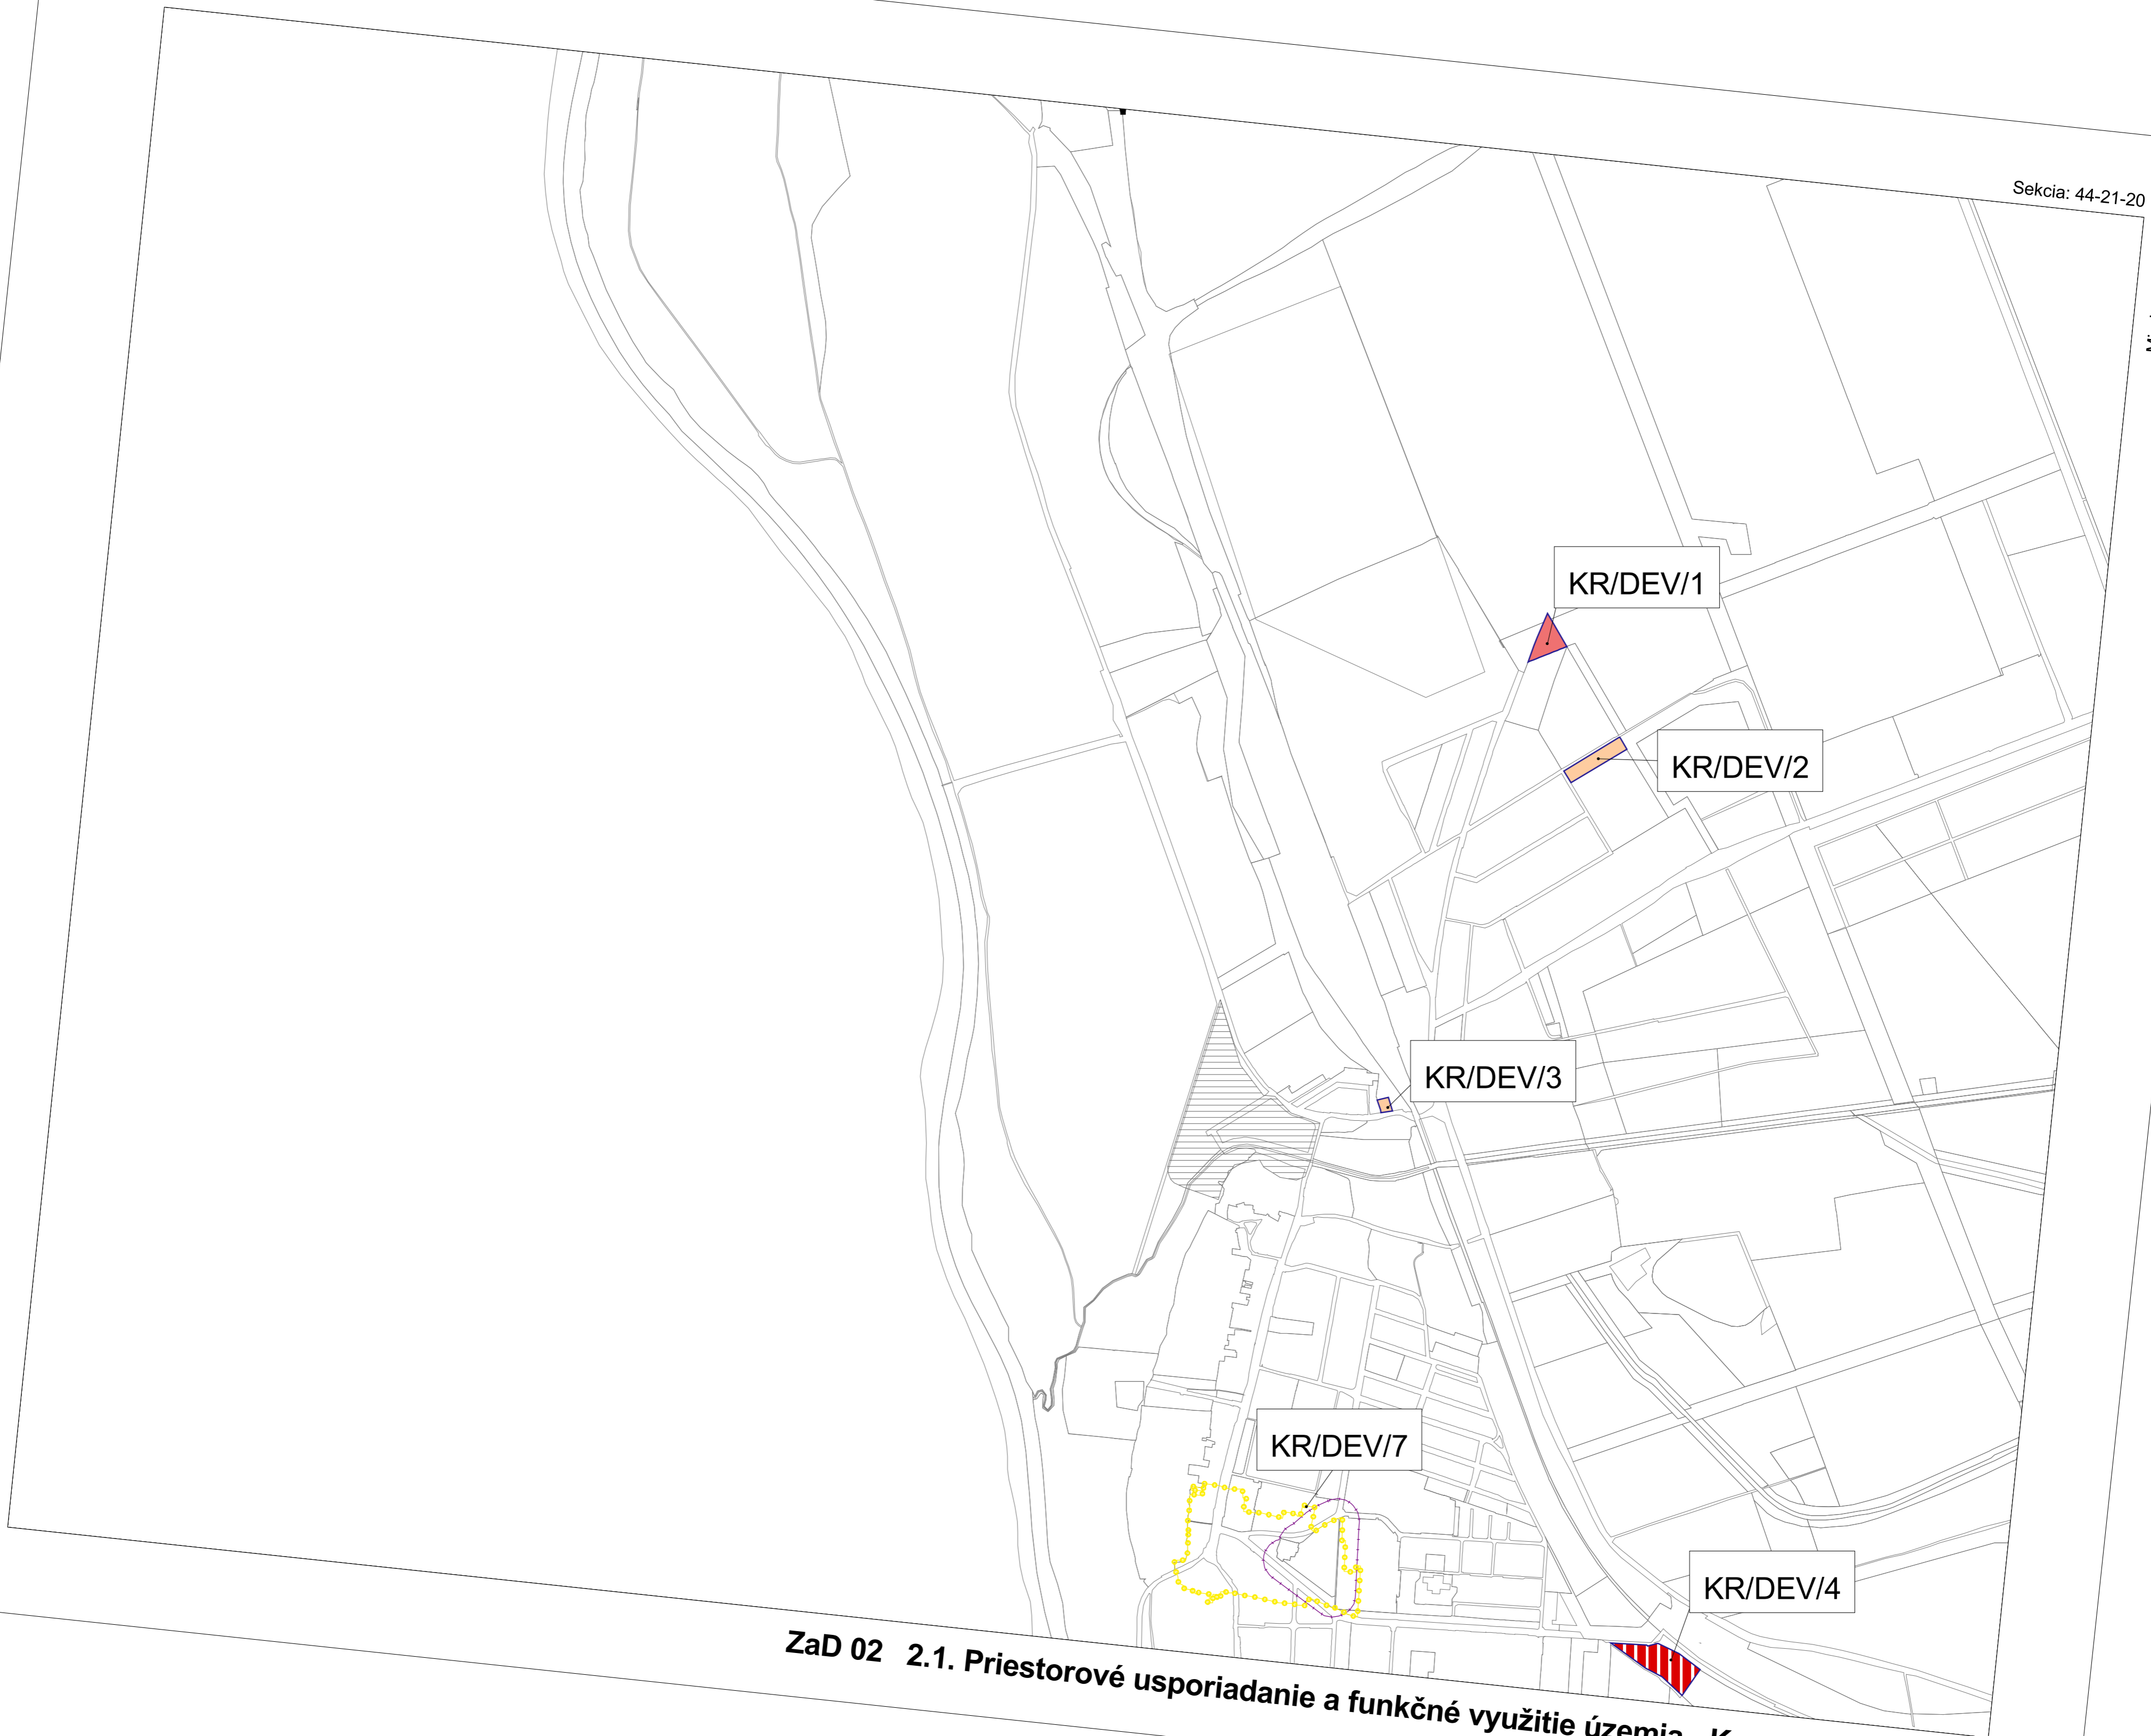 Sekcia: 44-21-20
KR/DEV/1
KR/DEV/2
KR/DEV/3
KR/DEV/7
KR/DEV/4
ZaD 02 2.1. Priestorové usporiadanie a funkčné využitie